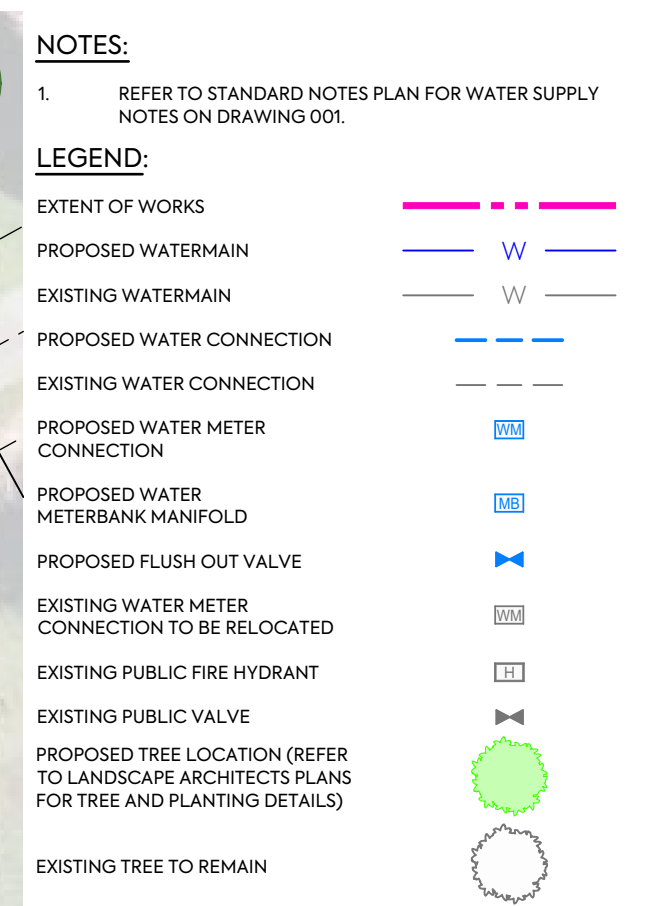 NOTES:
1. REFER TO STANDARD NOTES PLAN FOR WATER SUPPLY
NOTES ON DRAWING 001.
LEGEND:
EXTENT OF WORKS
PROPOSED WATERMAIN W
EXISTING WATERMAIN W
PROPOSED WATER CONNECTION
EXISTING WATER CONNECTION
PROPOSED WATER METER
CONNECTION
WM
PROPOSED WATER
METERBANK MANIFOLD
MB
PROPOSED FLUSH OUT VALVE
EXISTING WATER METER
CONNECTION TO BE RELOCATED
WM
EXISTING PUBLIC FIRE HYDRANT H
EXISTING PUBLIC VALVE
PROPOSED TREE LOCATION (REFER
TO LANDSCAPE ARCHITECTS PLANS
FOR TREE AND PLANTING DETAILS)
EXISTING TREE TO REMAIN